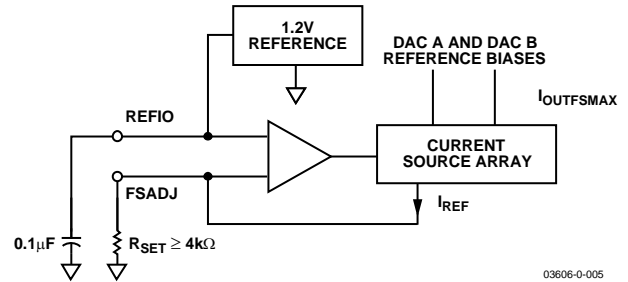 1.2V
REFERENCE
DAC A AND DAC B
REFERENCE BIASES
IOUTFSMAX
REFIO
CURRENT
SOURCE ARRAY
FSADJ
IREF
0.1µF
RSET ≥ 4kΩ
03606-0-005